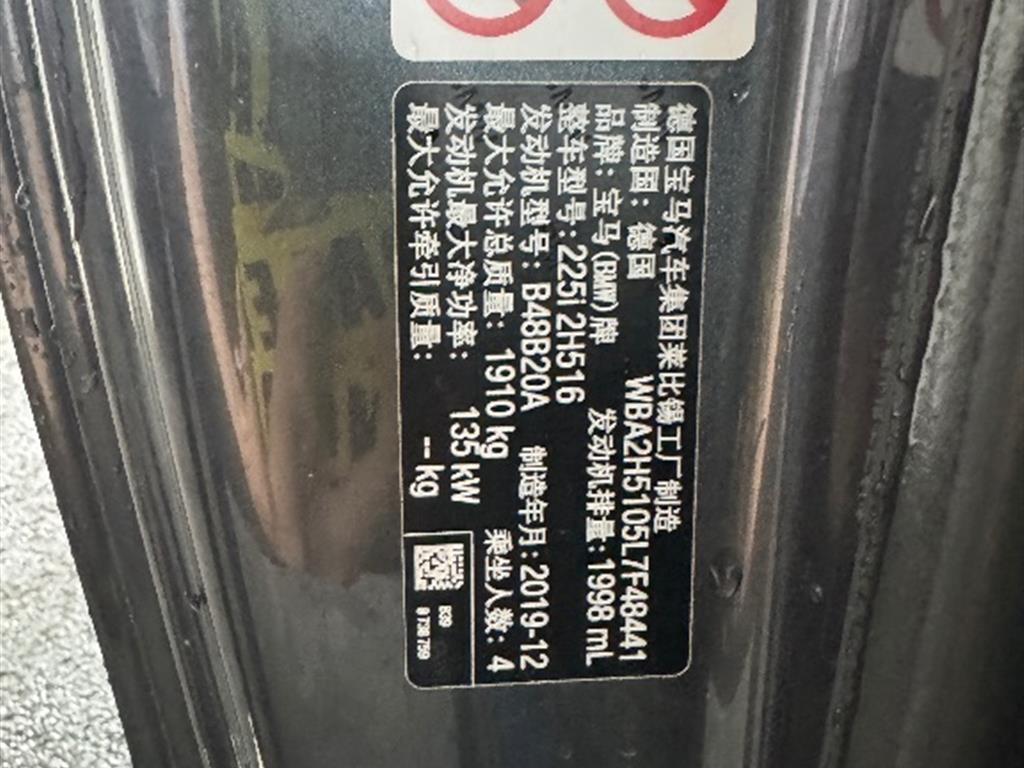 德国宝马汽车集团莱比锡工厂制造
制造国：德国 WBA2H5105L7F48441
品牌：宝马(BMW)牌 发动机排量：1998 mL
整车型号：225i 2H516
发动机型号：B48B20A 制造年月：2019-12
最大允许总质量：1910 kg 乘坐人数：4
发动机最大净功率：135 kW
最大允许牵引质量：-- kg